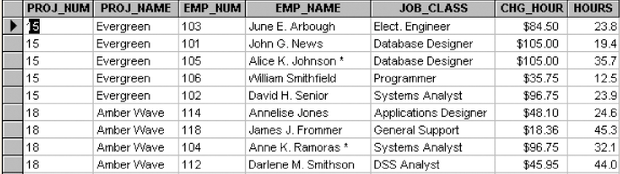 PROJ_NUM PROJ_NAME EMP_NUM EMP_NAME JOB_CLASS CHG_HOUR HOURS
15 Evergreen 103 June E. Arbough Elect. Engineer $84.50 23.8
15 Evergreen 101 John G. News Database Designer $105.00 19.4
15 Evergreen 105 Alice K. Johnson * Database Designer $105.00 35.7
15 Evergreen 106 William Smithfield Programmer $35.75 12.5
15 Evergreen 102 David H. Senior Systems Analyst $96.75 23.9
18 Amber Wave 114 Annelise Jones Applications Designer $48.10 24.6
18 Amber Wave 118 James J. Frommer General Support $18.36 45.3
18 Amber Wave 104 Anne K. Ramoras * Systems Analyst $96.75 32.1
18 Amber Wave 112 Darlene M. Smithson DSS Analyst $45.95 44.0